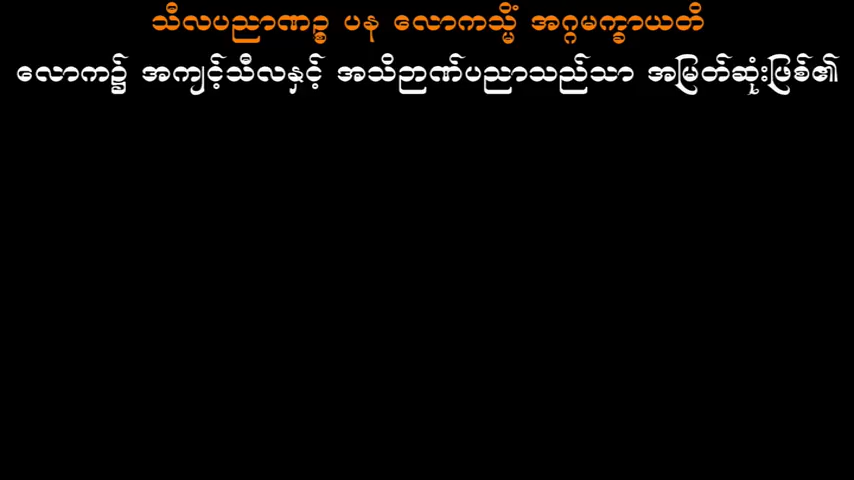 သီလပညာဏဉ္စ ပန လောကသ္မိံ အဂ္ဂမက္ခာယတိ
လောက၌ အကျင့်သီလနှင့် အသိဉာဏ်ပညာသည်သာ အမြတ်ဆုံးဖြစ်၏